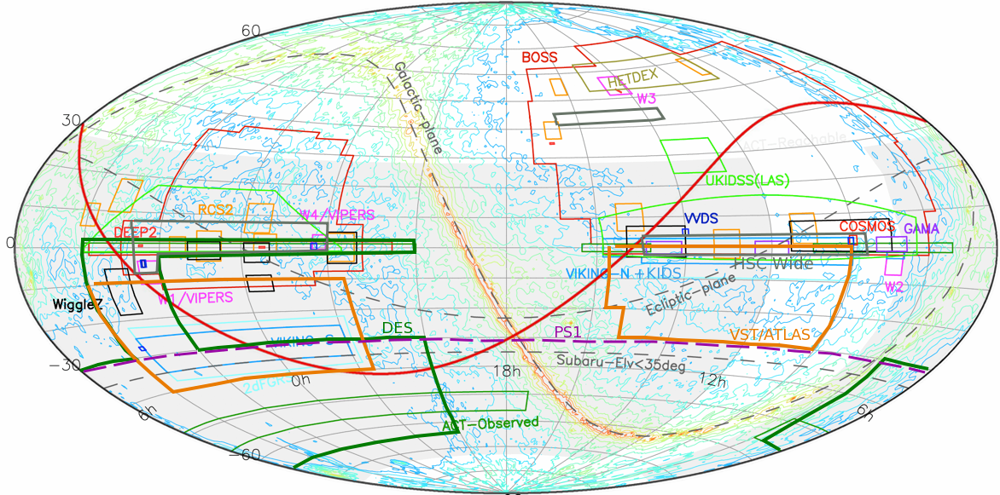 60
BOSS
HETDEX
Galactic-plane
W3
30
ACT-Reachable
UKIDSS(LAS)
RCS2
W4/VIPERS
VVDS
DEEP2
COSMOS
GAMA
0
HSC Wide
VIKING-N +KIDS
W2
Ecliptic-plane
WiggleZ
W1/VIPERS
DES
PS1
VST/ATLAS
VIKING-S
-30
Subaru-Elv<35deg
18h
12h
0h
6h
6h
ACT-Observed
-60